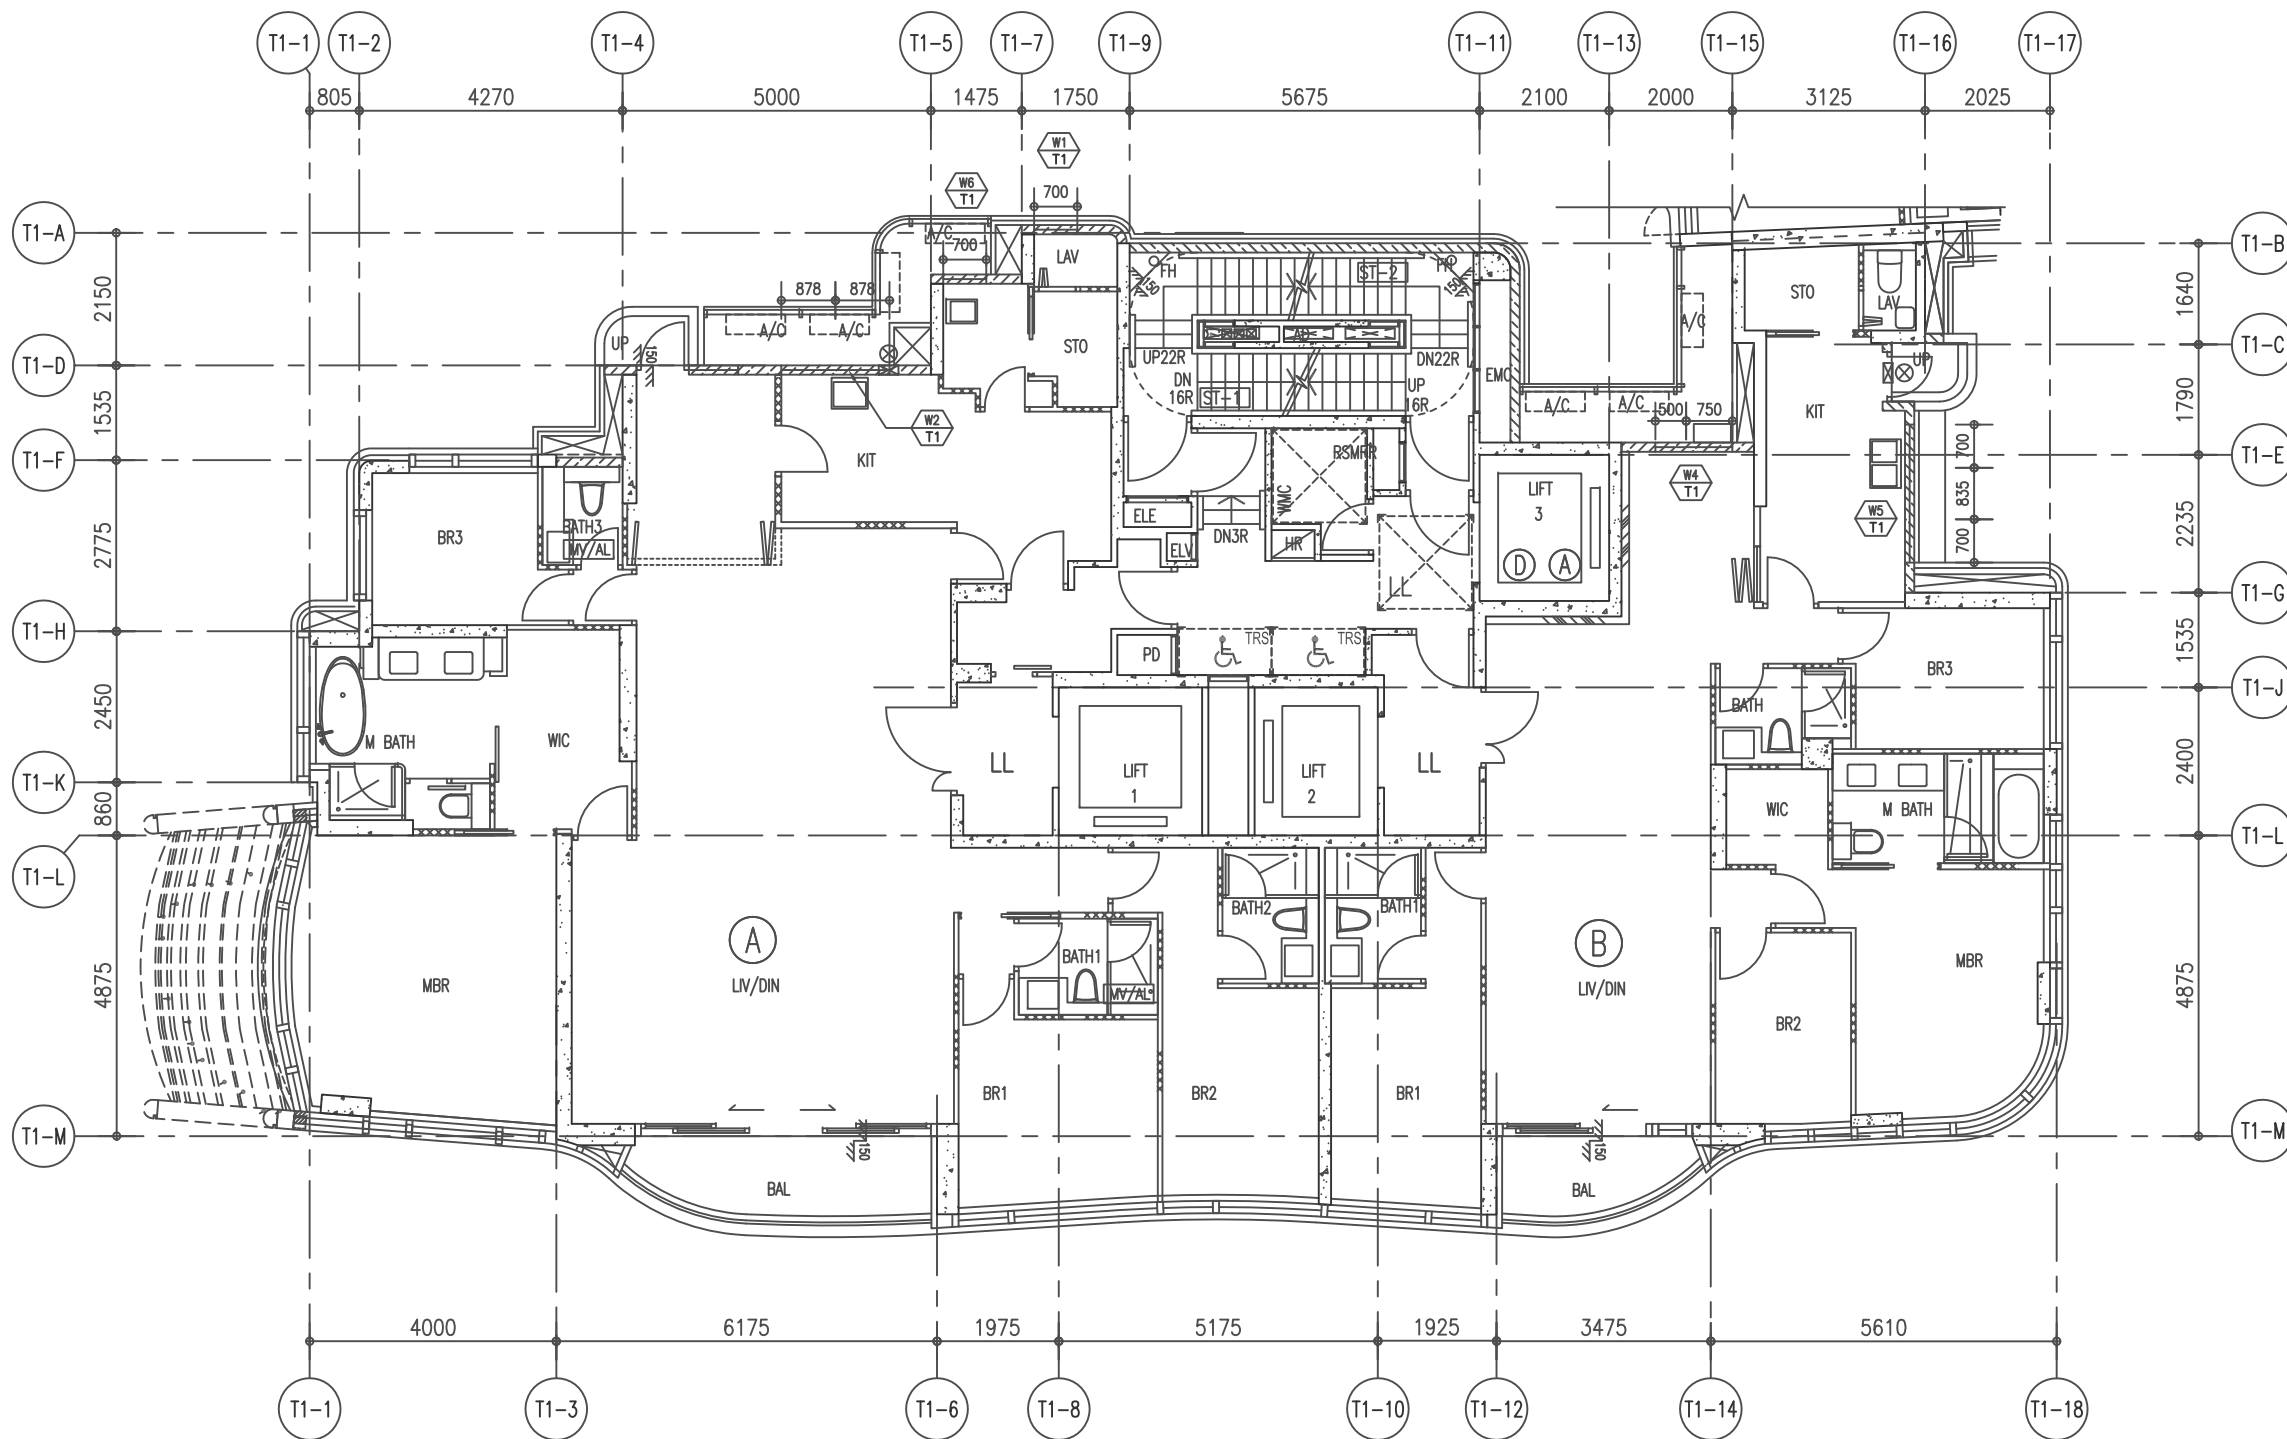 T1-1 T1-2 T1-4 T1-5 T1-7 T1-9 T1-11 T1-13 T1-15 T1-16 T1-17
805 4270 5000 1475 1750 5675 2100 2000 3125 2025
W1
T1
W6
T1
700
T1-A
T1-B
A/C
700
LAV
FH
ST-2
FH
150
150
STO
LAV
2150
1640
878 878
A/C A/C
A/C
UP
150
STO
AD
UP22R
DN22R
T1-D
T1-C
UP
DN
16R
ST-1
UP
16R
EMC
A/C A/C
500 750
KIT
1535
1790
W2
T1
700
T1-F
KIT
RSMRR
T1-E
WMC
LIFT
3
W4
T1
835
W5
T1
BR3
BATH3
MV/AL
ELE
ELV
DN3R
HR
D A
700
2775
2235
LL
T1-H
T1-G
PD
TRS TRS
BR3
1535
T1-J
BATH
2450
M BATH
WIC
LL
LIFT
1
LIFT
2
LL
2400
T1-K
WIC
M BATH
860
T1-L
T1-L
BATH2
BATH1
A
LIV/DIN
BATH1
MV/AL
B
LIV/DIN
MBR
MBR
4875
4875
BR2
BR1
BR2
BR1
T1-M
T1-M
150
150
BAL
BAL
4000 6175 1975 5175 1925 3475 5610
T1-1 T1-3 T1-6 T1-8 T1-10 T1-12 T1-14 T1-18